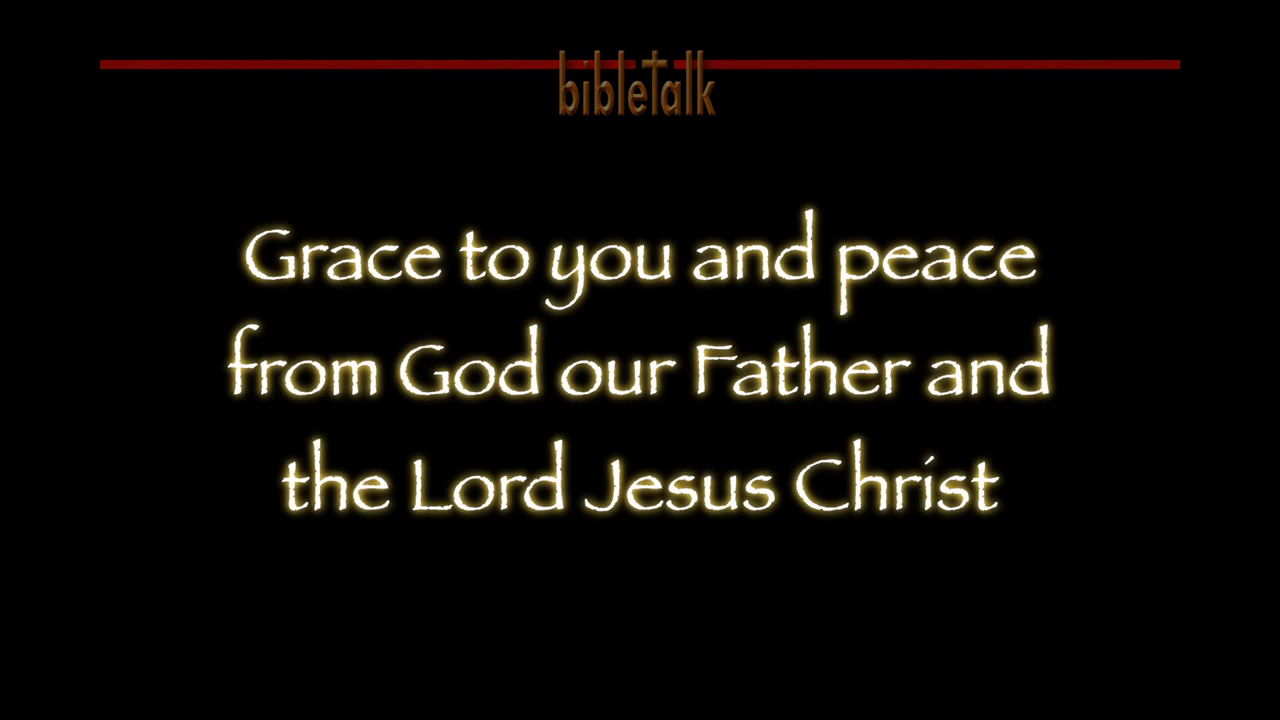 bibleTalk
Grace to you and peace
from God our Father and
the Lord Jesus Christ